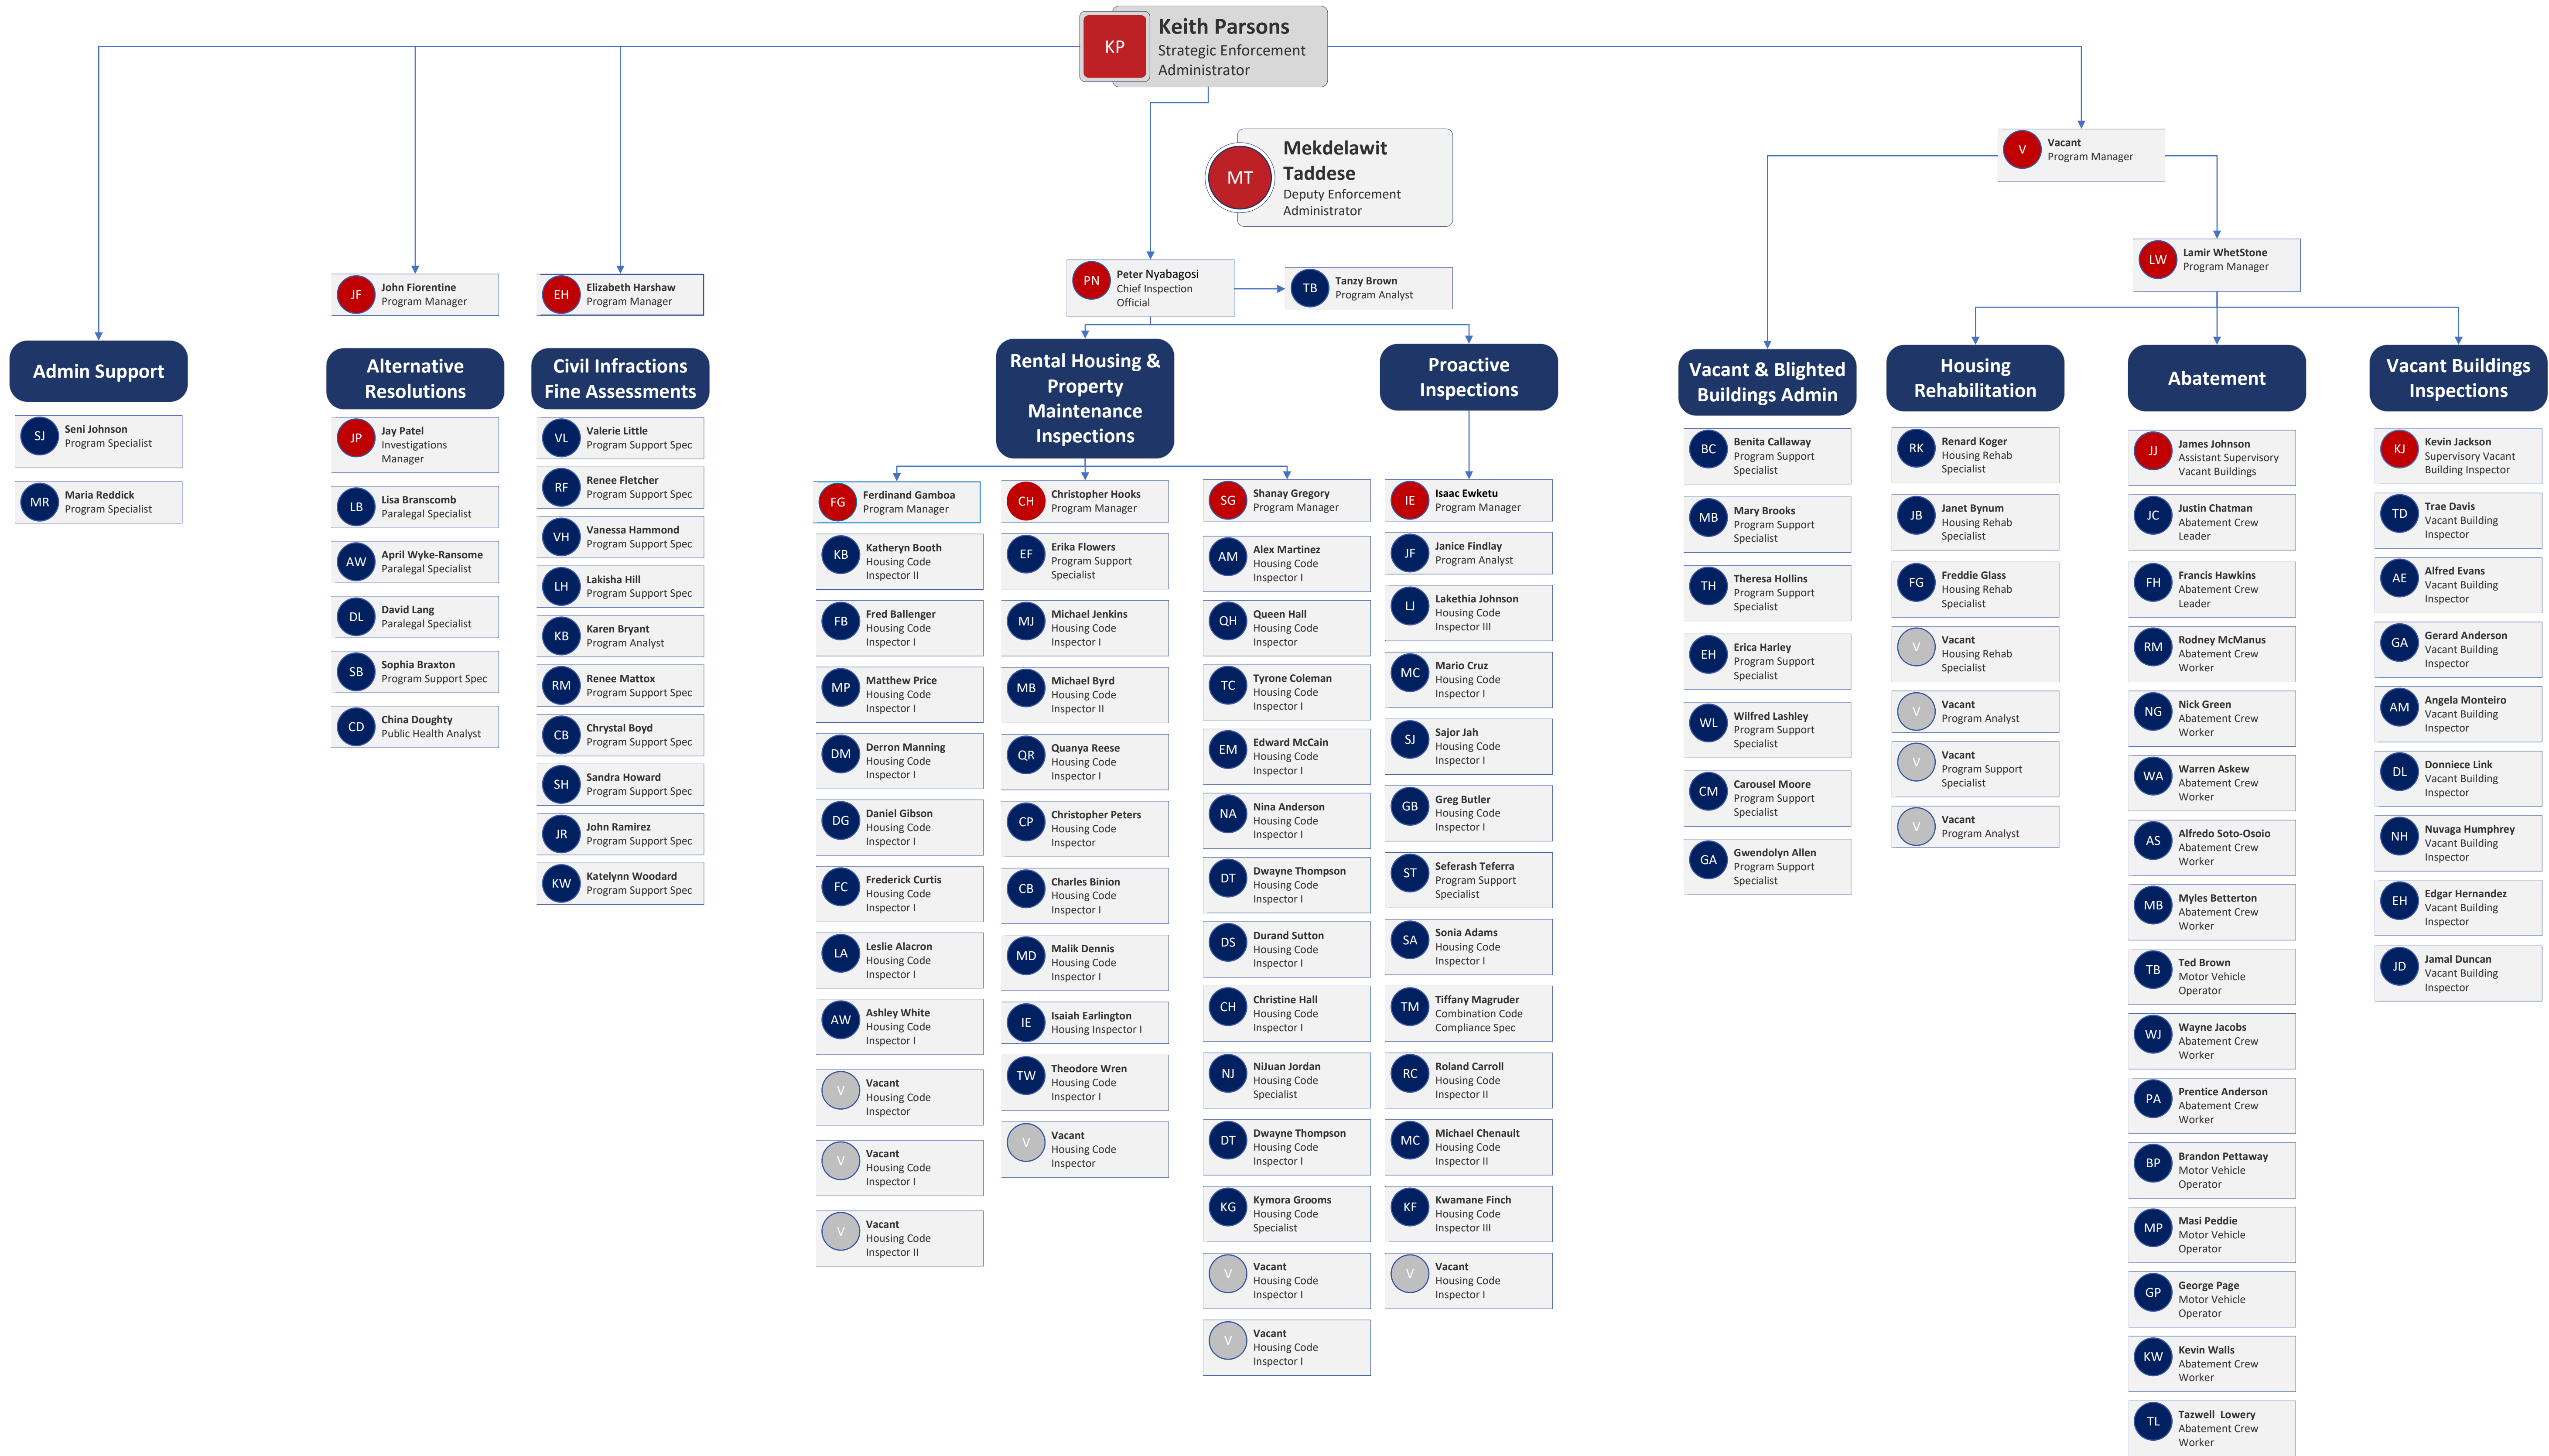 KP
Keith Parsons
Strategic Enforcement
Administrator
MT
Mekdelawit
Taddese
Deputy Enforcement
Administrator
V
Vacant
Program Manager
LW
Lamir WhetStone
Program Manager
PN
Peter Nyabagosi
Chief Inspection
Official
TB
Tanzy Brown
Program Analyst
JF
John Fiorentine
Program Manager
EH
Elizabeth Harshaw
Program Manager
Admin Support
SJ
Seni Johnson
Program Specialist
MR
Maria Reddick
Program Specialist
Alternative
Resolutions
JP
Jay Patel
Investigations
Manager
LB
Lisa Branscomb
Paralegal Specialist
AW
April Wyke-Ransome
Paralegal Specialist
DL
David Lang
Paralegal Specialist
SB
Sophia Braxton
Program Support Spec
CD
China Doughty
Public Health Analyst
Civil Infractions
Fine Assessments
VL
Valerie Little
Program Support Spec
RF
Renee Fletcher
Program Support Spec
VH
Vanessa Hammond
Program Support Spec
LH
Lakisha Hill
Program Support Spec
KB
Karen Bryant
Program Analyst
RM
Renee Mattox
Program Support Spec
CB
Chrystal Boyd
Program Support Spec
SH
Sandra Howard
Program Support Spec
JR
John Ramirez
Program Support Spec
KW
Katelynn Woodard
Program Support Spec
Rental Housing &
Property
Maintenance
Inspections
FG
Ferdinand Gamboa
Program Manager
KB
Katheryn Booth
Housing Code
Inspector II
FB
Fred Ballenger
Housing Code
Inspector I
MP
Matthew Price
Housing Code
Inspector I
DM
Derron Manning
Housing Code
Inspector I
DG
Daniel Gibson
Housing Code
Inspector I
FC
Frederick Curtis
Housing Code
Inspector I
LA
Leslie Alacron
Housing Code
Inspector I
AW
Ashley White
Housing Code
Inspector I
V
Vacant
Housing Code
Inspector
V
Vacant
Housing Code
Inspector I
V
Vacant
Housing Code
Inspector II
CH
Christopher Hooks
Program Manager
EF
Erika Flowers
Program Support
Specialist
MJ
Michael Jenkins
Housing Code
Inspector I
MB
Michael Byrd
Housing Code
Inspector II
QR
Quanya Reese
Housing Code
Inspector I
CP
Christopher Peters
Housing Code
Inspector
CB
Charles Binion
Housing Code
Inspector I
MD
Malik Dennis
Housing Code
Inspector I
IE
Isaiah Earlington
Housing Inspector I
TW
Theodore Wren
Housing Code
Inspector I
V
Vacant
Housing Code
Inspector
SG
Shanay Gregory
Program Manager
AM
Alex Martinez
Housing Code
Inspector I
QH
Queen Hall
Housing Code
Inspector
TC
Tyrone Coleman
Housing Code
Inspector I
EM
Edward McCain
Housing Code
Inspector I
NA
Nina Anderson
Housing Code
Inspector I
DT
Dwayne Thompson
Housing Code
Inspector I
DS
Durand Sutton
Housing Code
Inspector I
CH
Christine Hall
Housing Code
Inspector I
NJ
NiJuan Jordan
Housing Code
Specialist
DT
Dwayne Thompson
Housing Code
Inspector I
KG
Kymora Grooms
Housing Code
Specialist
V
Vacant
Housing Code
Inspector I
V
Vacant
Housing Code
Inspector I
Proactive
Inspections
IE
Isaac Ewketu
Program Manager
JF
Janice Findlay
Program Analyst
LJ
Lakethia Johnson
Housing Code
Inspector III
MC
Mario Cruz
Housing Code
Inspector I
SJ
Sajor Jah
Housing Code
Inspector I
GB
Greg Butler
Housing Code
Inspector I
ST
Seferash Teferra
Program Support
Specialist
SA
Sonia Adams
Housing Code
Inspector I
TM
Tiffany Magruder
Combination Code
Compliance Spec
RC
Roland Carroll
Housing Code
Inspector II
MC
Michael Chenault
Housing Code
Inspector II
KF
Kwamane Finch
Housing Code
Inspector III
V
Vacant
Housing Code
Inspector I
Vacant & Blighted
Buildings Admin
BC
Benita Callaway
Program Support
Specialist
MB
Mary Brooks
Program Support
Specialist
TH
Theresa Hollins
Program Support
Specialist
EH
Erica Harley
Program Support
Specialist
WL
Wilfred Lashley
Program Support
Specialist
CM
Carousel Moore
Program Support
Specialist
GA
Gwendolyn Allen
Program Support
Specialist
Housing
Rehabilitation
RK
Renard Koger
Housing Rehab
Specialist
JB
Janet Bynum
Housing Rehab
Specialist
FG
Freddie Glass
Housing Rehab
Specialist
V
Vacant
Housing Rehab
Specialist
V
Vacant
Program Analyst
V
Vacant
Program Support
Specialist
V
Vacant
Program Analyst
Abatement
JJ
James Johnson
Assistant Supervisory
Vacant Buildings
JC
Justin Chatman
Abatement Crew
Leader
FH
Francis Hawkins
Abatement Crew
Leader
RM
Rodney McManus
Abatement Crew
Worker
NG
Nick Green
Abatement Crew
Worker
WA
Warren Askew
Abatement Crew
Worker
AS
Alfredo Soto-Osoio
Abatement Crew
Worker
MB
Myles Betterton
Abatement Crew
Worker
TB
Ted Brown
Motor Vehicle
Operator
WJ
Wayne Jacobs
Abatement Crew
Worker
PA
Prentice Anderson
Abatement Crew
Worker
BP
Brandon Pettaway
Motor Vehicle
Operator
MP
Masi Peddie
Motor Vehicle
Operator
GP
George Page
Motor Vehicle
Operator
KW
Kevin Walls
Abatement Crew
Worker
TL
Tazwell Lowery
Abatement Crew
Worker
Vacant Buildings
Inspections
KJ
Kevin Jackson
Supervisory Vacant
Building Inspector
TD
Trae Davis
Vacant Building
Inspector
AE
Alfred Evans
Vacant Building
Inspector
GA
Gerard Anderson
Vacant Building
Inspector
AM
Angela Monteiro
Vacant Building
Inspector
DL
Donniece Link
Vacant Building
Inspector
NH
Nuvaga Humphrey
Vacant Building
Inspector
EH
Edgar Hernandez
Vacant Building
Inspector
JD
Jamal Duncan
Vacant Building
Inspector